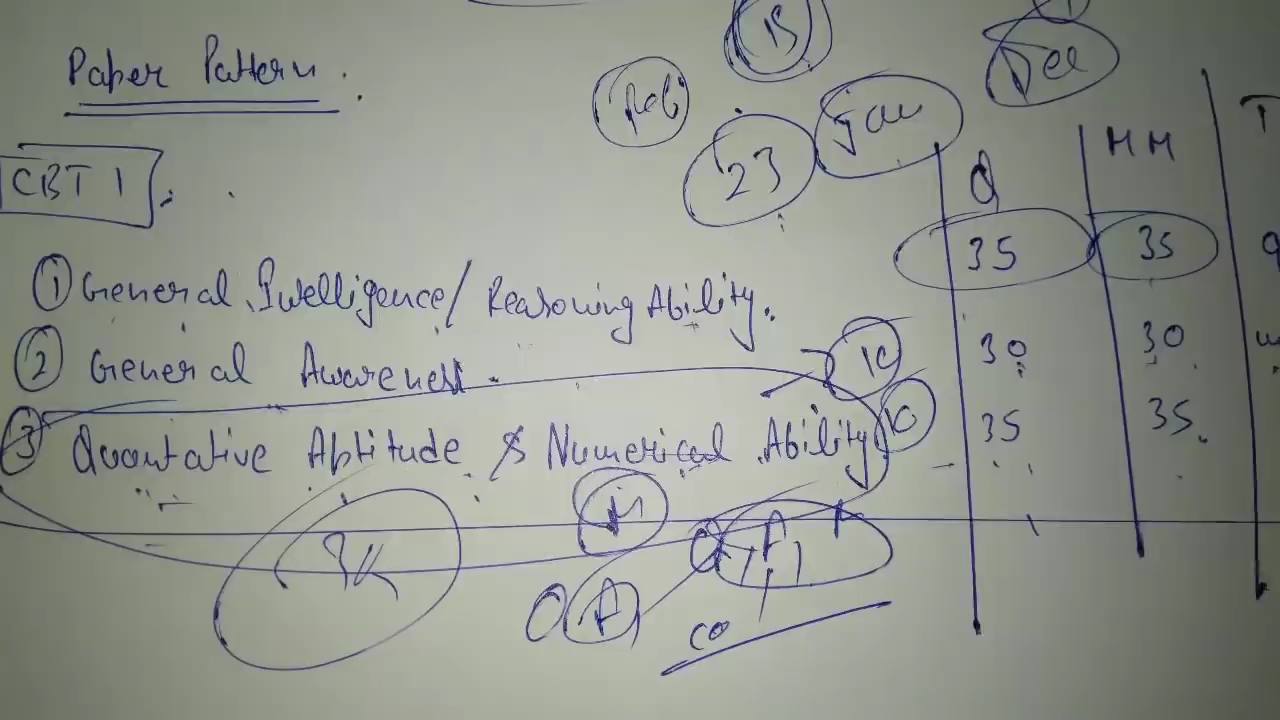 Paper Pattern.
15
Feb
Dec
23
Jan
CBT 1
Q
MM
T
① General Intelligence/Reasoning Ability.
35
35
② General Awareness.
10
30
30
③ Quantative Aptitude & Numerical Ability
10
35
35
M
A